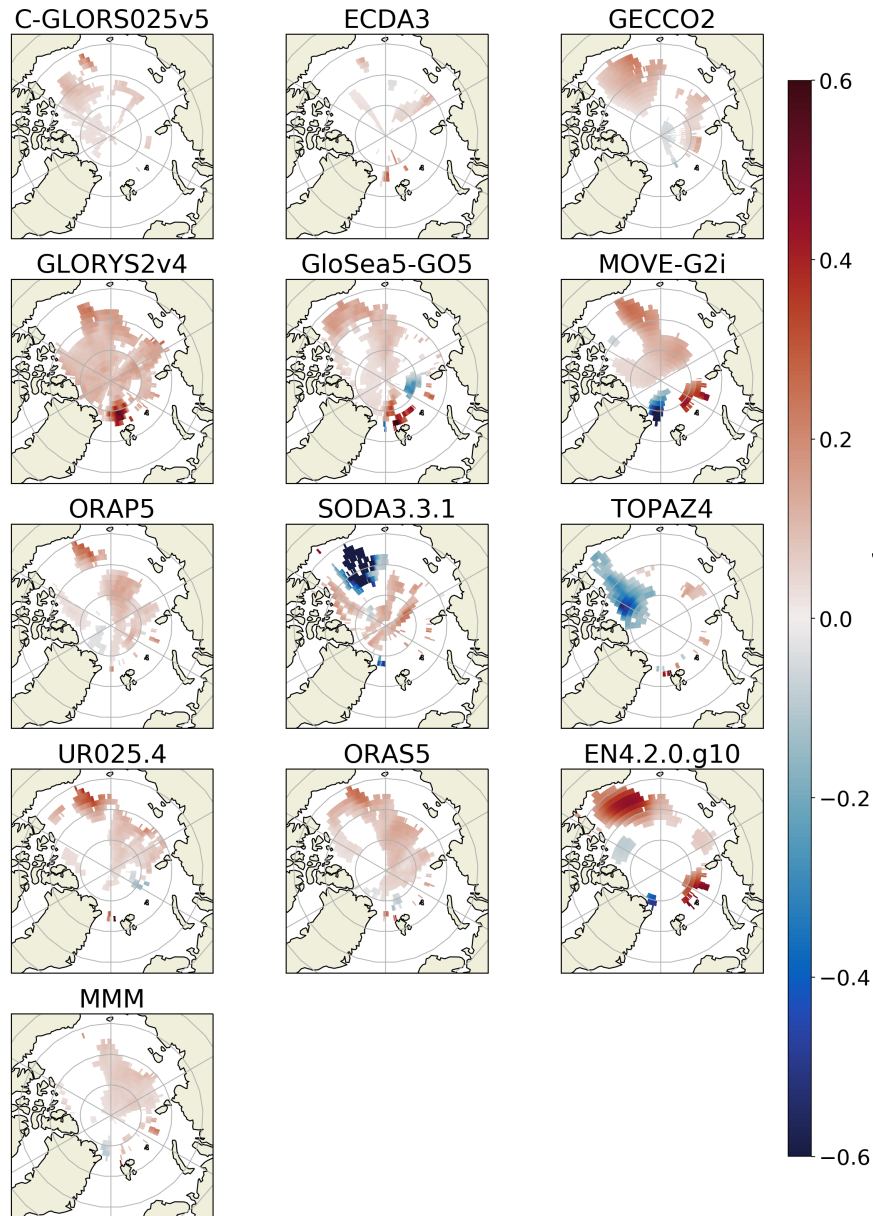 C-GLORS025v5 ECDA3 GECCO2
GLORYS2v4 GloSea5-GO5 MOVE-G2i
ORAP5 SODA3.3.1 TOPAZ4
UR025.4 ORAS5 EN4.2.0.g10
MMM
0.6
0.4
0.2
0.0
−0.2
−0.4
−0.6